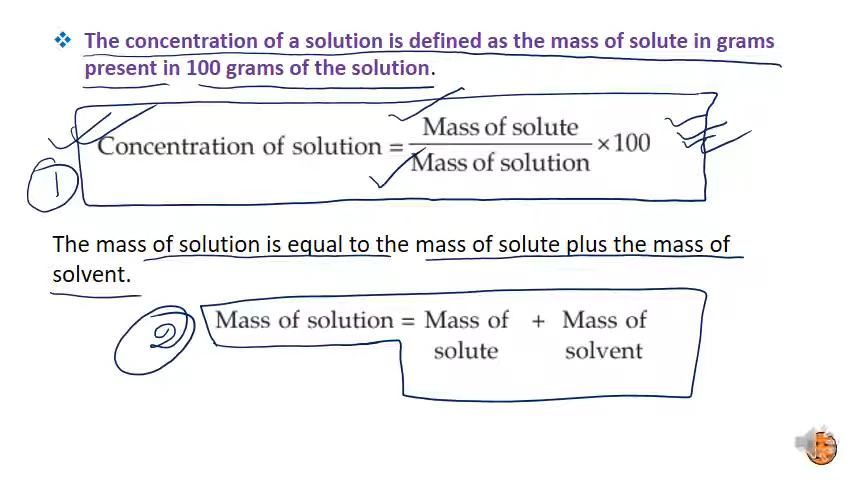 ❖ The concentration of a solution is defined as the mass of solute in grams
present in 100 grams of the solution.
Concentration of solution = Mass of solute / Mass of solution ×100
1
The mass of solution is equal to the mass of solute plus the mass of
solvent.
2 Mass of solution = Mass of + Mass of
solute solvent